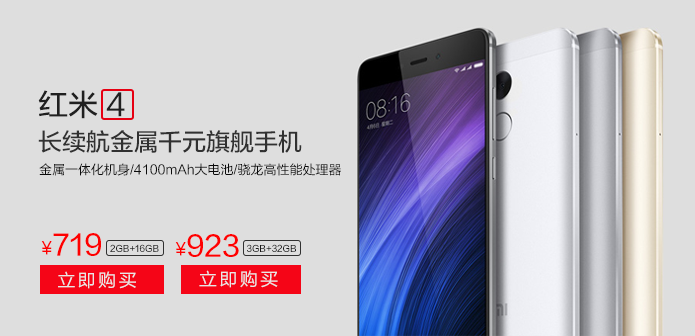 红米4
长续航金属千元旗舰手机
金属一体化机身/4100mAh大电池/骁龙高性能处理器
¥719 2GB+16GB ¥923 3GB+32GB
立即购买 立即购买
08:16
MI